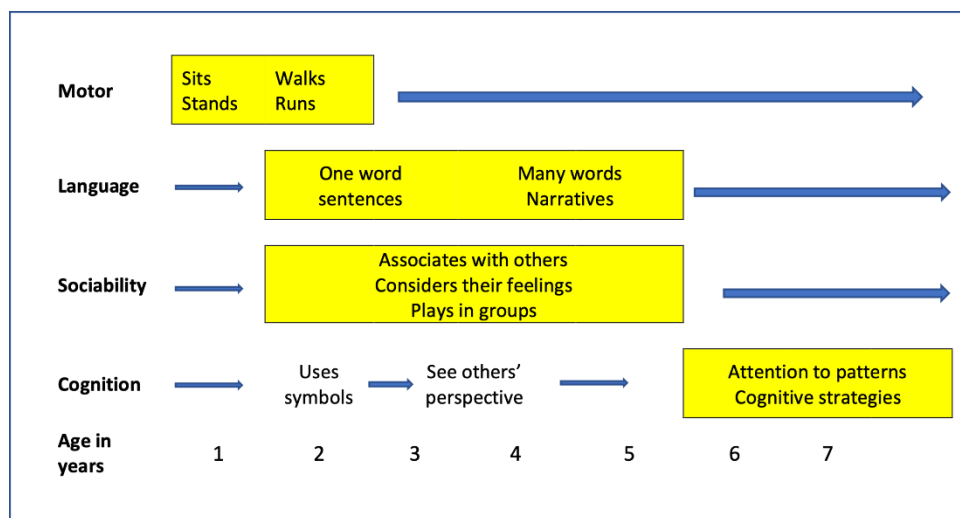 Motor
Sits Walks
Stands Runs
Language
One word Many words
sentences Narratives
Sociability
Associates with others
Considers their feelings
Plays in groups
Cognition
Uses See others’ Attention to patterns
symbols perspective Cognitive strategies
Age in
years
1 2 3 4 5 6 7